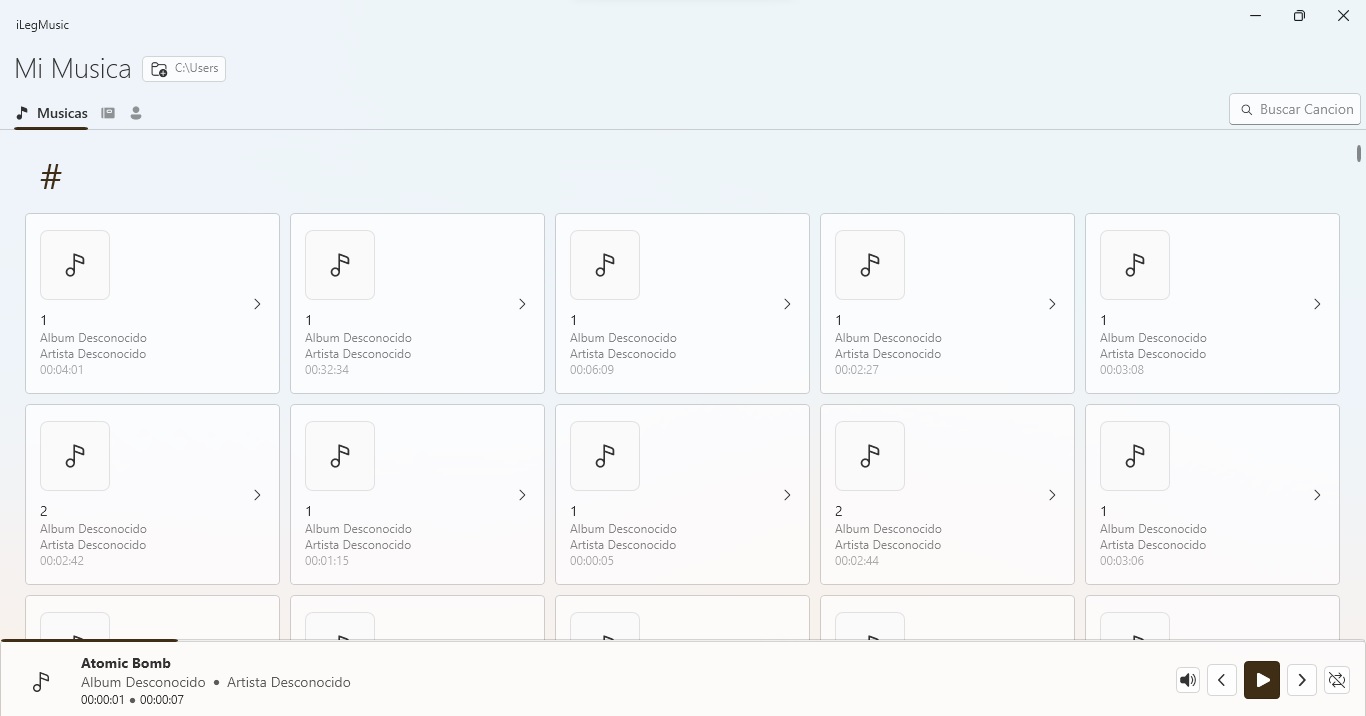 iLegMusic
Mi Musica C:\Users
Musicas
Buscar Cancion
#
1 1 1 1 1
Album Desconocido Album Desconocido Album Desconocido Album Desconocido Album Desconocido
Artista Desconocido Artista Desconocido Artista Desconocido Artista Desconocido Artista Desconocido
00:04:01 00:32:34 00:06:09 00:02:27 00:03:08
2 1 1 2 1
Album Desconocido Album Desconocido Album Desconocido Album Desconocido Album Desconocido
Artista Desconocido Artista Desconocido Artista Desconocido Artista Desconocido Artista Desconocido
00:02:42 00:01:15 00:00:05 00:02:44 00:03:06
Atomic Bomb
Album Desconocido • Artista Desconocido
00:00:01 • 00:00:07